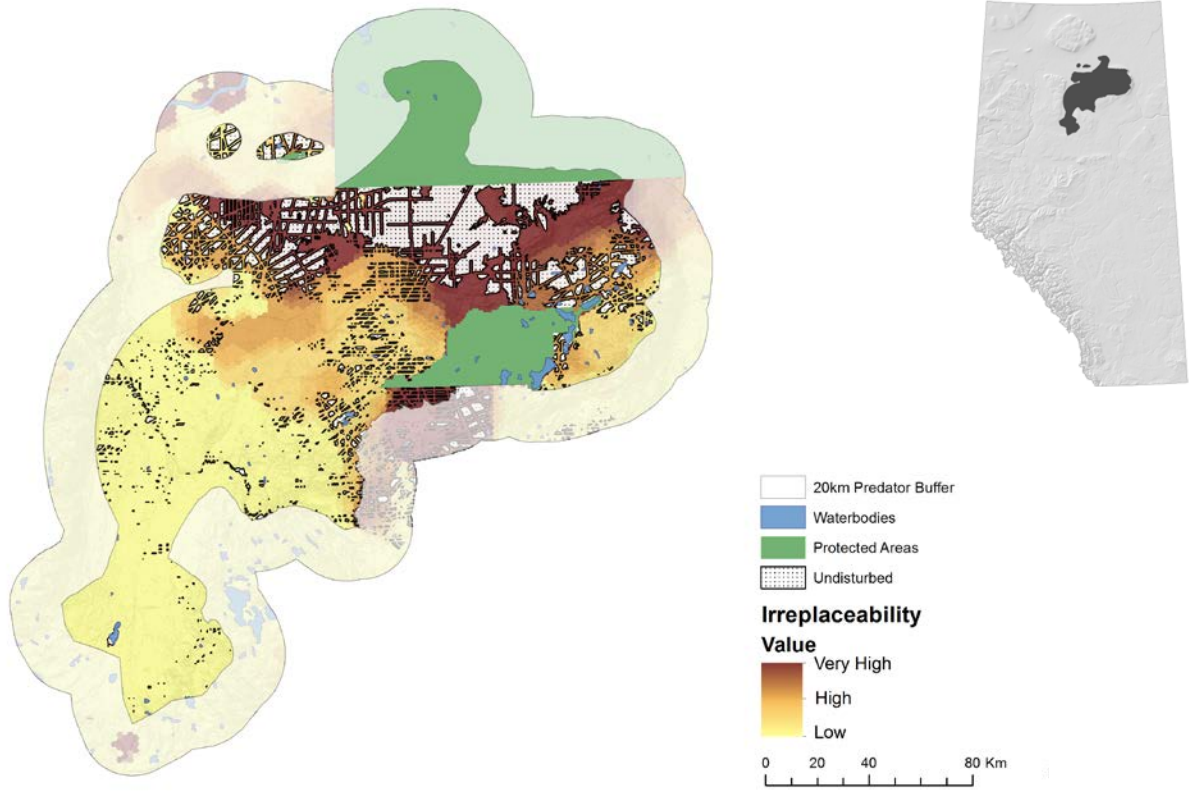 20km Predator Buffer
Waterbodies
Protected Areas
Undisturbed
Irreplaceability
Value
Very High
High
Low
0 20 40 80 Km